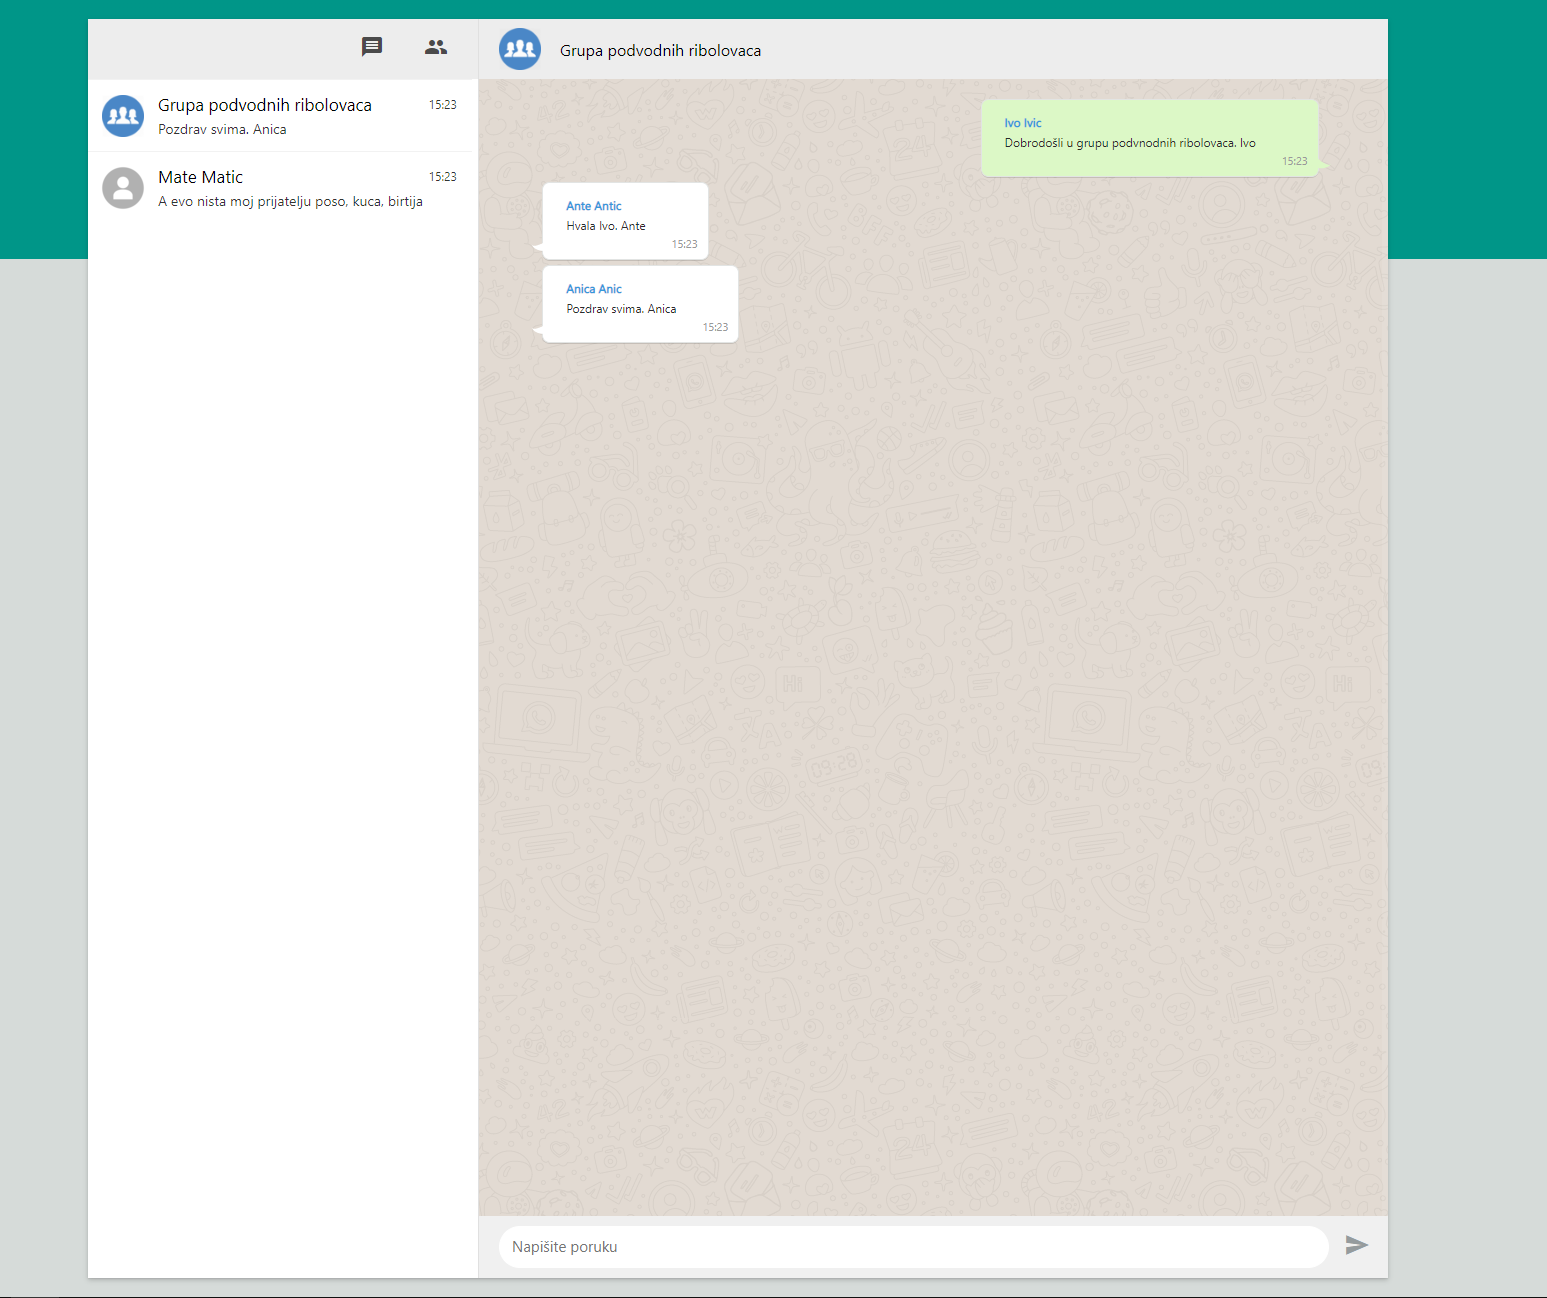 Grupa podvodnih ribolovaca
15:23
Pozdrav svima. Anica
Mate Matic
15:23
A evo nista moj prijatelju poso, kuca, birtija
Grupa podvodnih ribolovaca
Ivo Ivic
Dobrodošli u grupu podvnodnih ribolovaca. Ivo
15:23
Ante Antic
Hvala Ivo. Ante
15:23
Anica Anic
Pozdrav svima. Anica
15:23
Napišite poruku